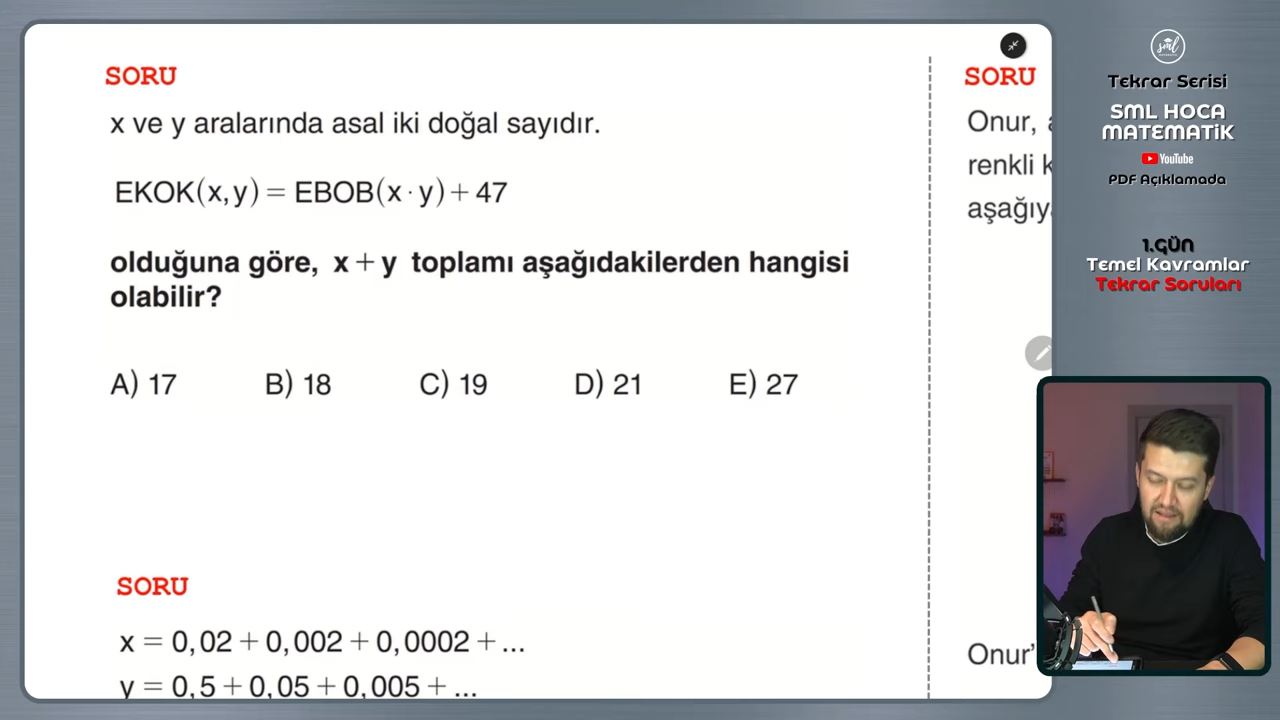 SORU
x ve y aralarında asal iki doğal sayıdır.
EKOK(x,y) = EBOB(x · y) + 47
olduğuna göre, x + y toplamı aşağıdakilerden hangisi
olabilir?
A) 17 B) 18 C) 19 D) 21 E) 27
SORU
x = 0,02 + 0,002 + 0,0002 + ...
y = 0,5 + 0,05 + 0,005 + ...
SORU
Onur,
renkli
aşağıy
Onur'
sml
Tekrar Serisi
SML HOCA
MATEMATİK
YouTube
PDF Açıklamada
1.GÜN
Temel Kavramlar
Tekrar Soruları